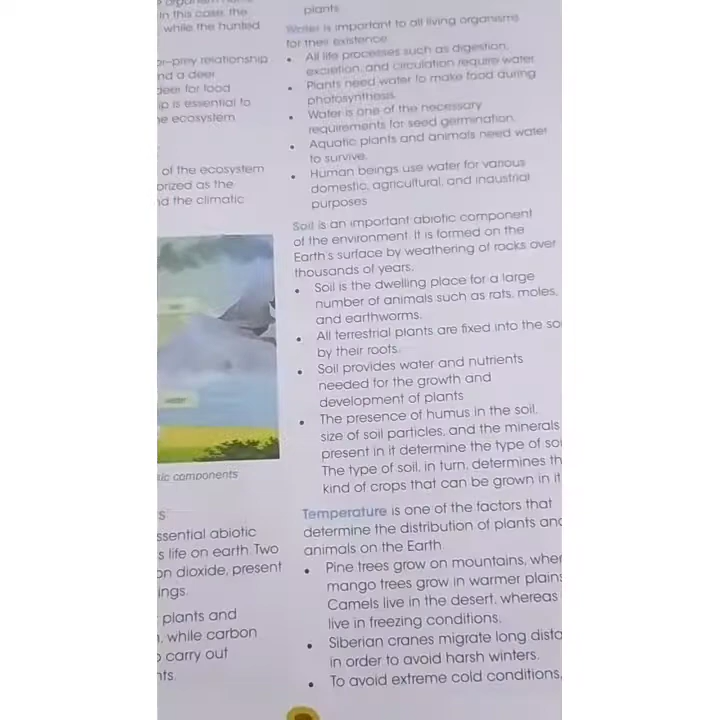 In this case, the
while the hunted
or-prey relationship
nd a deer.
deer for food.
ip is essential to
e ecosystem.
of the ecosystem
orized as the
nd the climatic
water
ic components
s
ssential abiotic
s life on earth. Two
on dioxide, present
ings.
plants and
, while carbon
o carry out
nts.
plants.
Water is important to all living organisms
for their existence.
• All life processes such as digestion,
excretion, and circulation require water.
• Plants need water to make food during
photosynthesis.
• Water is one of the necessary
requirements for seed germination.
• Aquatic plants and animals need water
to survive.
• Human beings use water for various
domestic, agricultural, and industrial
purposes.
Soil is an important abiotic component
of the environment. It is formed on the
Earth's surface by weathering of rocks over
thousands of years.
• Soil is the dwelling place for a large
number of animals such as rats, moles,
and earthworms.
• All terrestrial plants are fixed into the so
by their roots.
• Soil provides water and nutrients
needed for the growth and
development of plants
• The presence of humus in the soil,
size of soil particles, and the minerals
present in it determine the type of so
The type of soil, in turn, determines th
kind of crops that can be grown in it
Temperature is one of the factors that
determine the distribution of plants and
animals on the Earth
• Pine trees grow on mountains, wher
mango trees grow in warmer plains
Camels live in the desert, whereas
live in freezing conditions.
• Siberian cranes migrate long dista
in order to avoid harsh winters.
• To avoid extreme cold conditions,